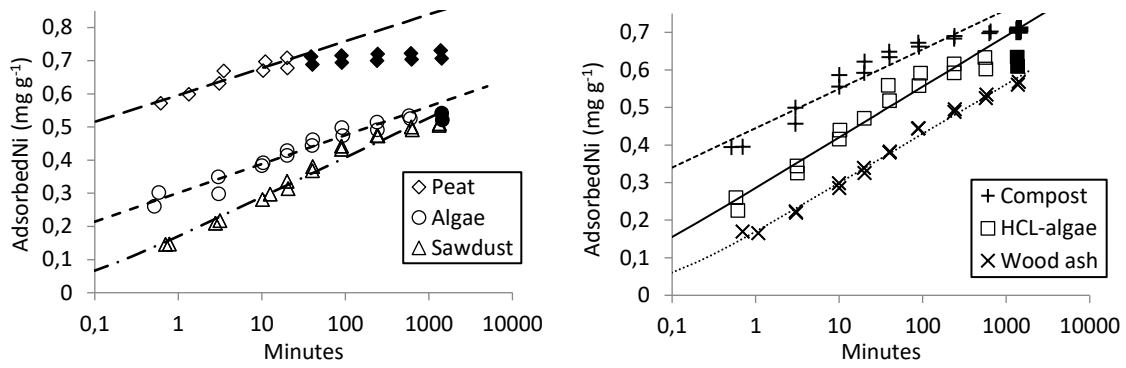 AdsorbedNi (mg g⁻¹)
0,8
0,7
0,6
0,5
0,4
0,3
0,2
0,1
0
0,1 1 10 100 1000 10000
Minutes
Peat
Algae
Sawdust
AdsorbedNi (mg g⁻¹)
0,7
0,6
0,5
0,4
0,3
0,2
0,1
0
0,1 1 10 100 1000 10000
Minutes
Compost
HCL-algae
Wood ash